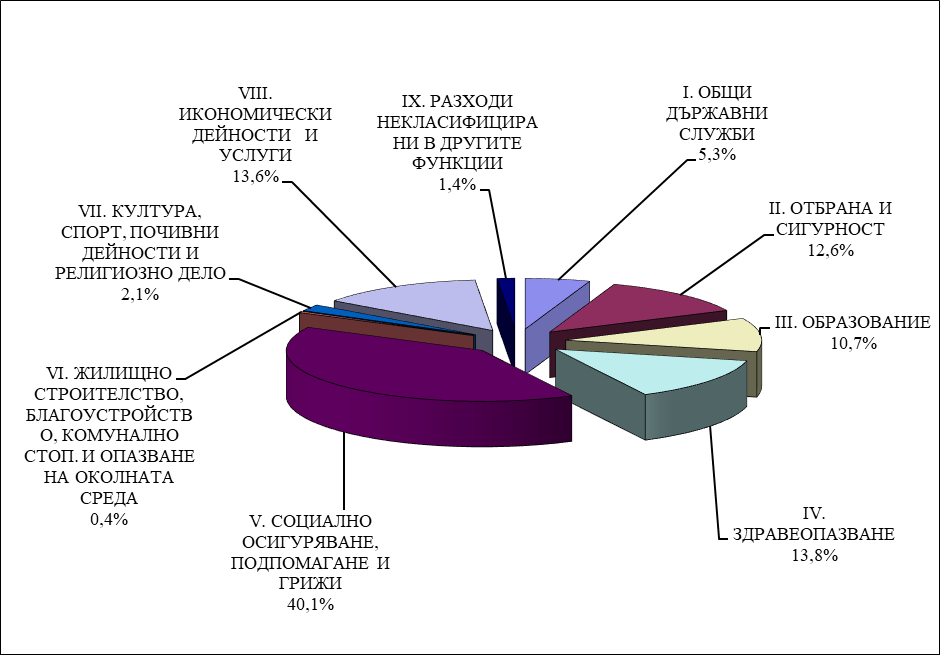 I. ОБЩИ
ДЪРЖАВНИ
СЛУЖБИ
5,3%
II. ОТБРАНА И
СИГУРНОСТ
12,6%
III. ОБРАЗОВАНИЕ
10,7%
IV.
ЗДРАВЕОПАЗВАНЕ
13,8%
V. СОЦИАЛНО
ОСИГУРЯВАНЕ,
ПОДПОМАГАНЕ И
ГРИЖИ
40,1%
VI. ЖИЛИЩНО
СТРОИТЕЛСТВО,
БЛАГОУСТРОЙСТВ
О, КОМУНАЛНО
СТОП. И ОПАЗВАНЕ
НА ОКОЛНАТА
СРЕДА
0,4%
VII. КУЛТУРА,
СПОРТ, ПОЧИВНИ
ДЕЙНОСТИ И
РЕЛИГИОЗНО ДЕЛО
2,1%
VIII.
ИКОНОМИЧЕСКИ
ДЕЙНОСТИ И
УСЛУГИ
13,6%
IX. РАЗХОДИ
НЕКЛАСИФИЦИРА
НИ В ДРУГИТЕ
ФУНКЦИИ
1,4%